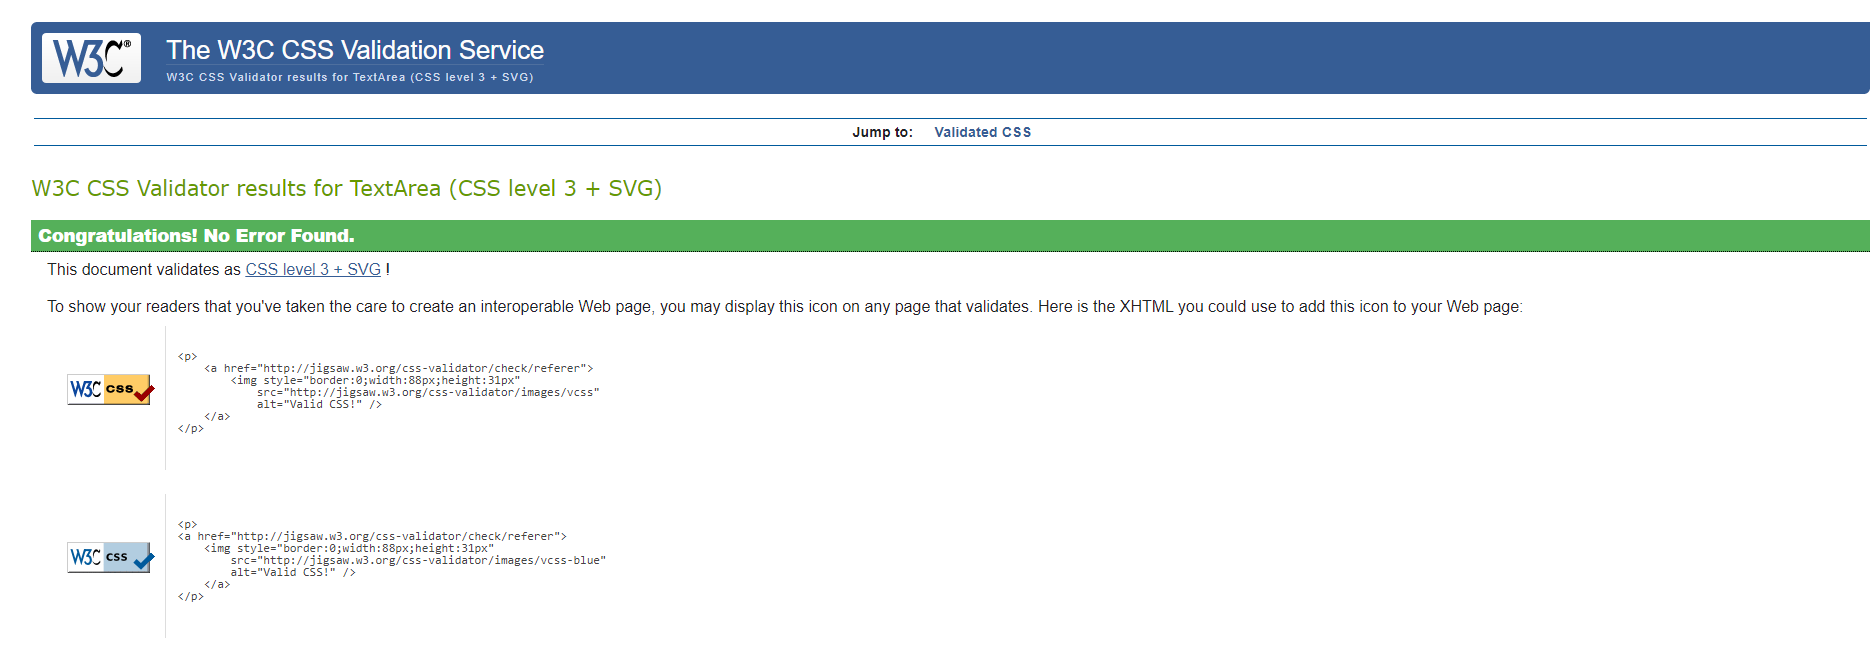 W3C®
The W3C CSS Validation Service
W3C CSS Validator results for TextArea (CSS level 3 + SVG)
Jump to: Validated CSS
W3C CSS Validator results for TextArea (CSS level 3 + SVG)
Congratulations! No Error Found.
This document validates as CSS level 3 + SVG !
To show your readers that you've taken the care to create an interoperable Web page, you may display this icon on any page that validates. Here is the XHTML you could use to add this icon to your Web page:
W3C css
<p>
<a href="http://jigsaw.w3.org/css-validator/check/referer">
<img style="border:0;width:88px;height:31px"
src="http://jigsaw.w3.org/css-validator/images/vcss"
alt="Valid CSS!" />
</a>
</p>
W3C css
<p>
<a href="http://jigsaw.w3.org/css-validator/check/referer">
<img style="border:0;width:88px;height:31px"
src="http://jigsaw.w3.org/css-validator/images/vcss-blue"
alt="Valid CSS!" />
</a>
</p>